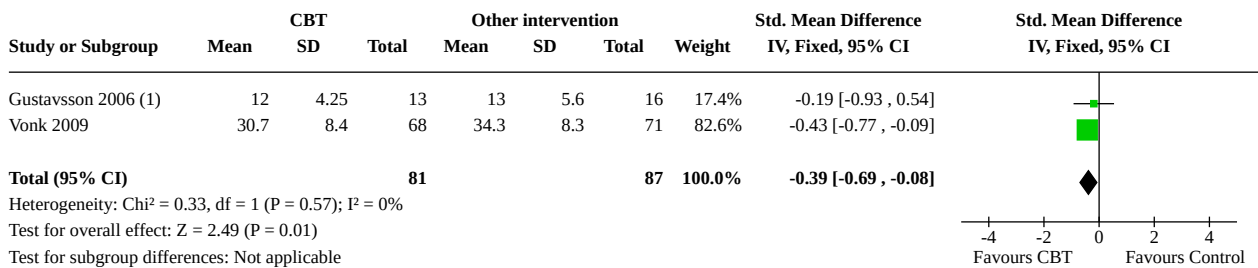 CBT Other intervention Std. Mean Difference Std. Mean Difference
Study or Subgroup Mean SD Total Mean SD Total Weight IV, Fixed, 95% CI IV, Fixed, 95% CI
Gustavsson 2006 (1) 12 4.25 13 13 5.6 16 17.4% -0.19 [-0.93 , 0.54]
Vonk 2009 30.7 8.4 68 34.3 8.3 71 82.6% -0.43 [-0.77 , -0.09]
Total (95% CI) 81 87 100.0% -0.39 [-0.69 , -0.08]
Heterogeneity: Chi² = 0.33, df = 1 (P = 0.57); I² = 0%
Test for overall effect: Z = 2.49 (P = 0.01)
-4 -2 0 2 4
Test for subgroup differences: Not applicable
Favours CBT Favours Control